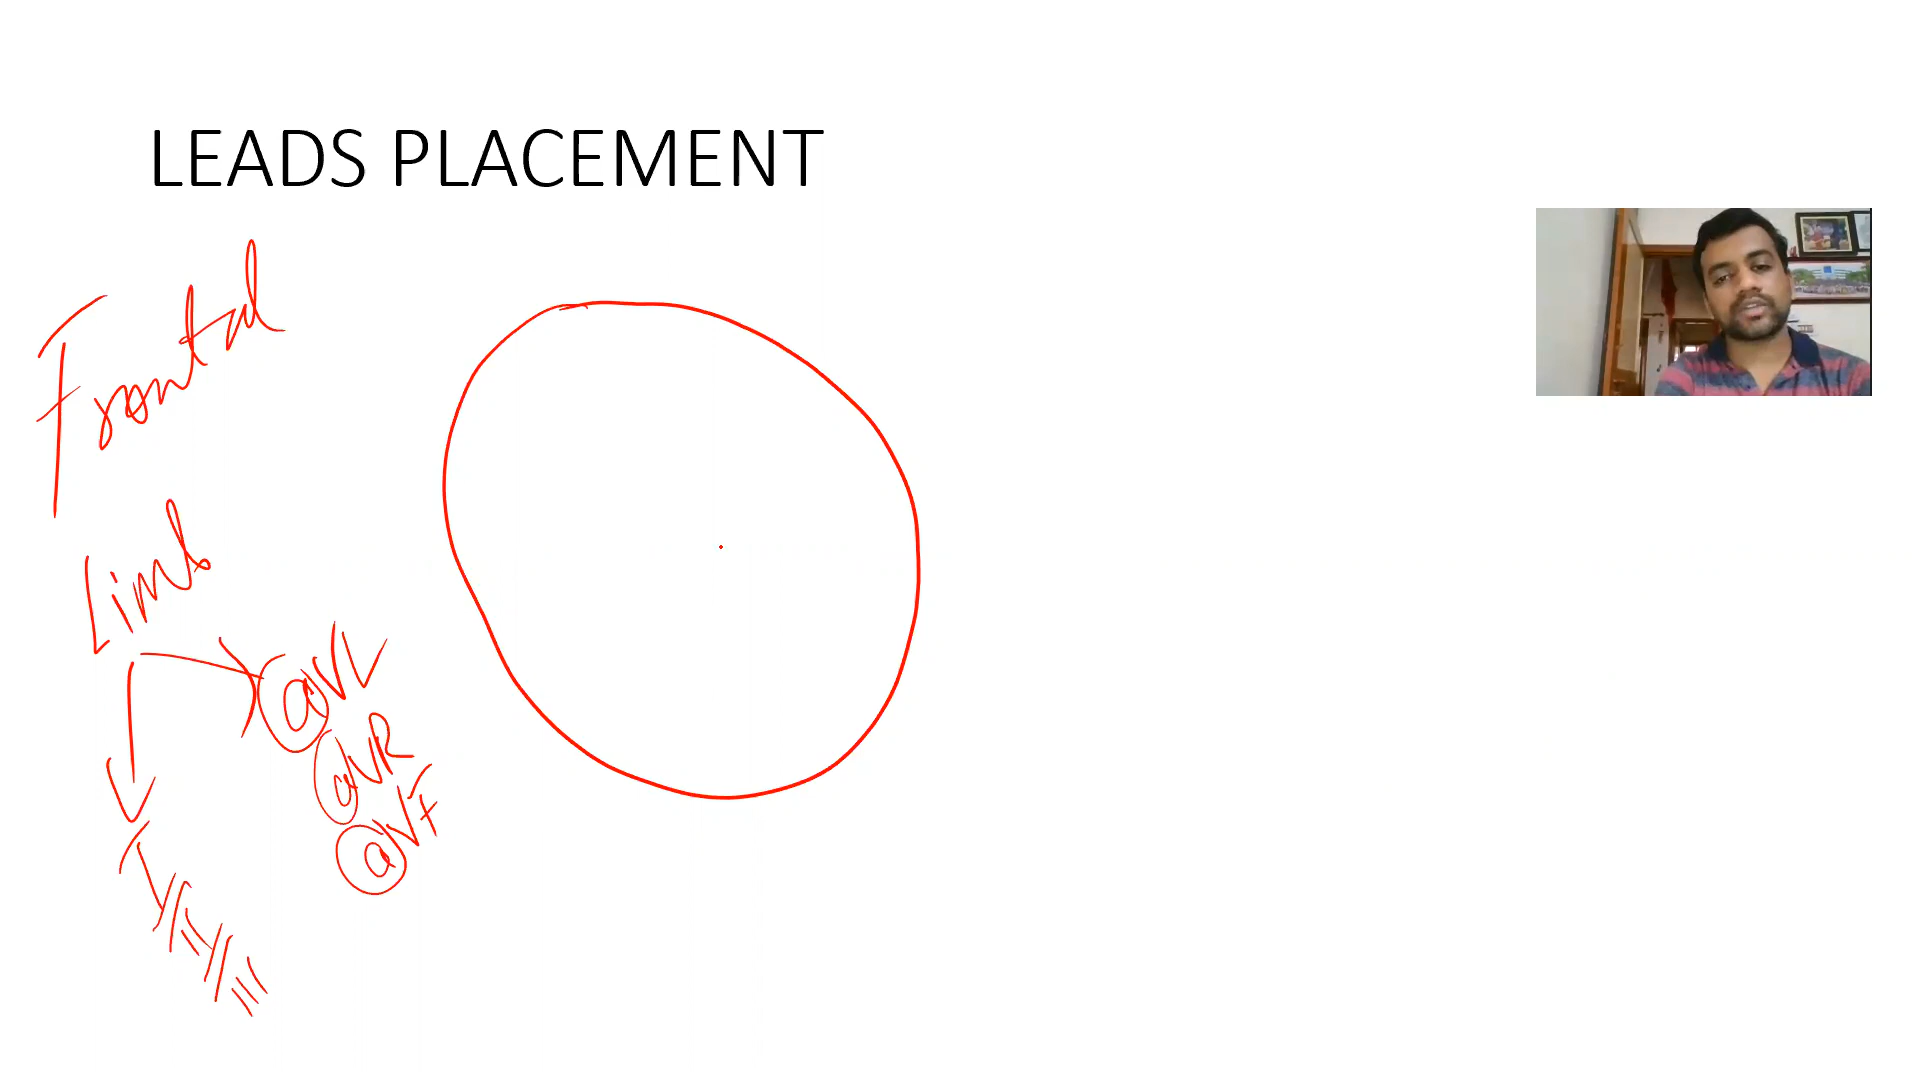 LEADS PLACEMENT
Frontal
Limb
aVL
aVR
aVF
I/II/III